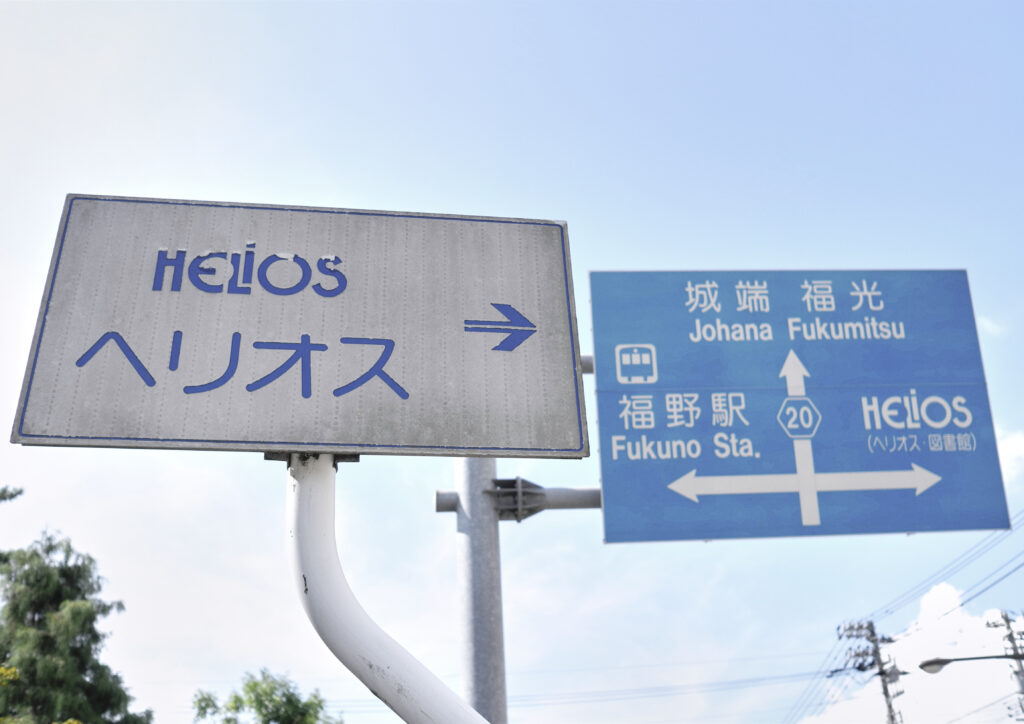 HELiOS
ヘリオス
城端 福光
Johana Fukumitsu
福野駅
Fukuno Sta.
20
HELiOS
(ヘリオス・図書館)